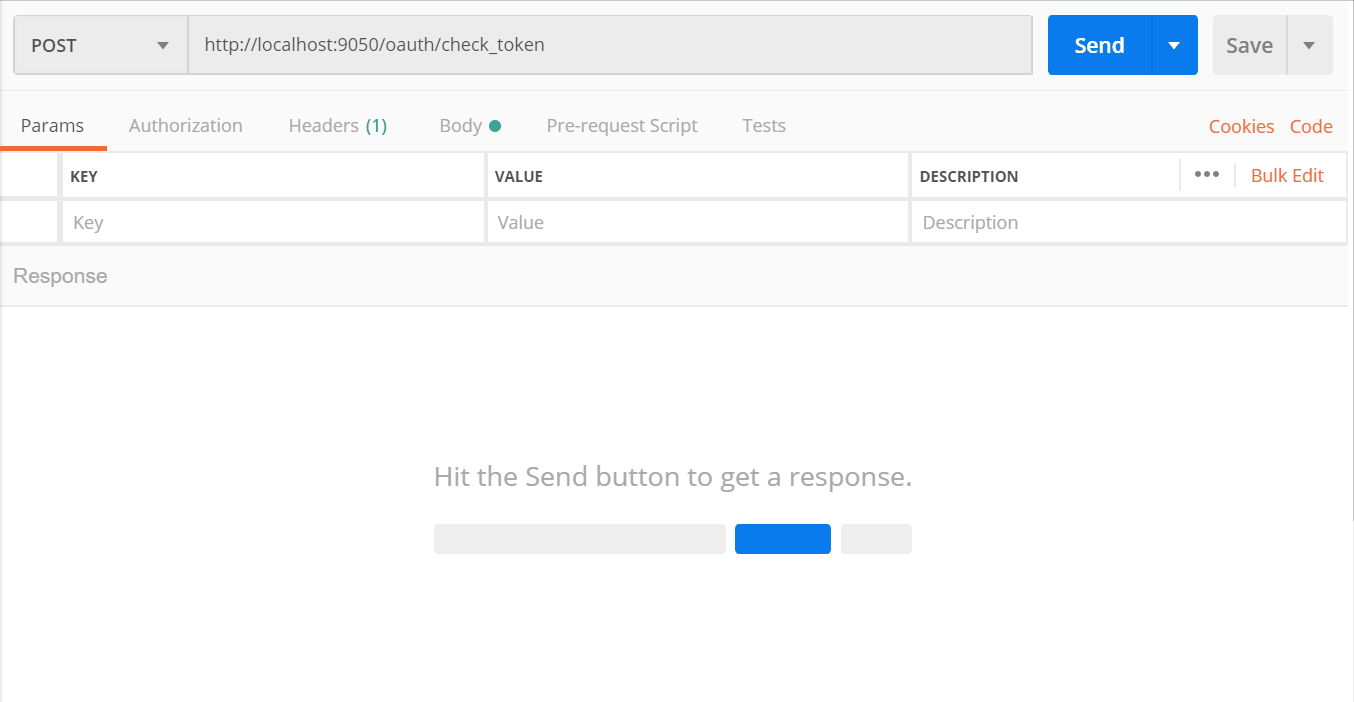 POST http://localhost:9050/oauth/check_token Send Save
Params Authorization Headers (1) Body Pre-request Script Tests Cookies Code
KEY VALUE DESCRIPTION ••• Bulk Edit
Key Value Description
Response
Hit the Send button to get a response.